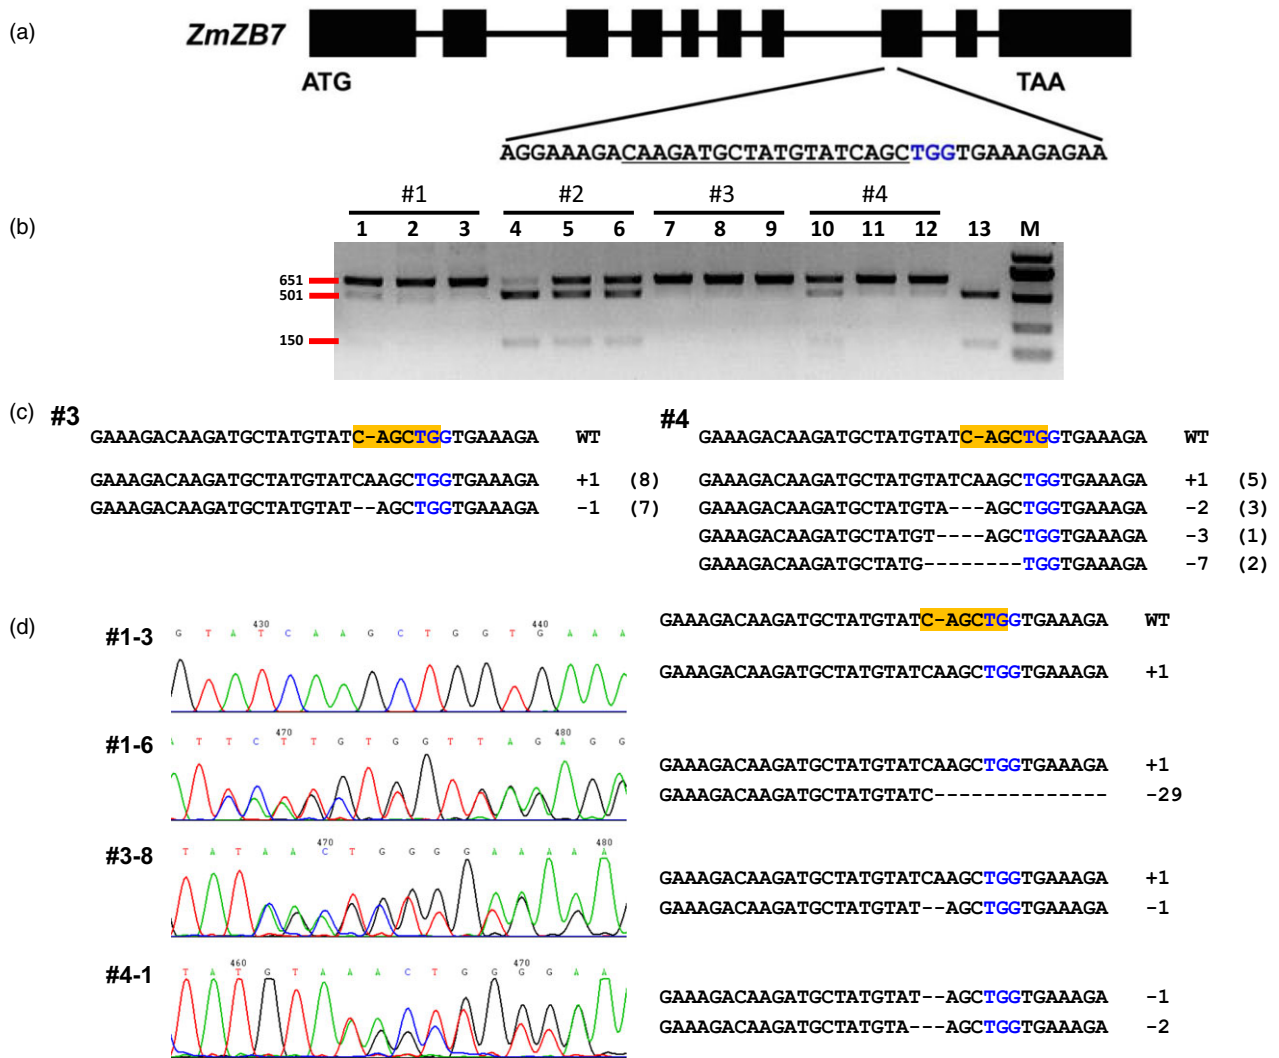 (a)
ZmZB7
ATG
TAA
AGGAAAGACAAGATGCTATGTATCAGCTGGTGAAAGAGAA
(b)
#1 #2 #3 #4
1 2 3 4 5 6 7 8 9 10 11 12 13 M
651
501
150
(c)
#3
GAAAGACAAGATGCTATGTATC-AGCTGGTGAAAGA WT
GAAAGACAAGATGCTATGTATCAAGCTGGTGAAAGA +1 (8)
GAAAGACAAGATGCTATGTAT--AGCTGGTGAAAGA -1 (7)
#4
GAAAGACAAGATGCTATGTATC-AGCTGGTGAAAGA WT
GAAAGACAAGATGCTATGTATCAAGCTGGTGAAAGA +1 (5)
GAAAGACAAGATGCTATGTA---AGCTGGTGAAAGA -2 (3)
GAAAGACAAGATGCTATGT----AGCTGGTGAAAGA -3 (1)
GAAAGACAAGATGCTATG--------TGGTGAAAGA -7 (2)
(d)
GAAAGACAAGATGCTATGTATC-AGCTGGTGAAAGA WT
#1-3
430 440
G T A T C A A G C T G G T G A A A
GAAAGACAAGATGCTATGTATCAAGCTGGTGAAAGA +1
#1-6
470 480
A T T C T T G T G G T T A G A G G
GAAAGACAAGATGCTATGTATCAAGCTGGTGAAAGA +1
GAAAGACAAGATGCTATGTATC-------------- -29
#3-8
470 480
T A T A A C T G G G G A A A A A
GAAAGACAAGATGCTATGTATCAAGCTGGTGAAAGA +1
GAAAGACAAGATGCTATGTAT--AGCTGGTGAAAGA -1
#4-1
460 470
T A T G T A A A C T G G G G A A
GAAAGACAAGATGCTATGTAT--AGCTGGTGAAAGA -1
GAAAGACAAGATGCTATGTA---AGCTGGTGAAAGA -2